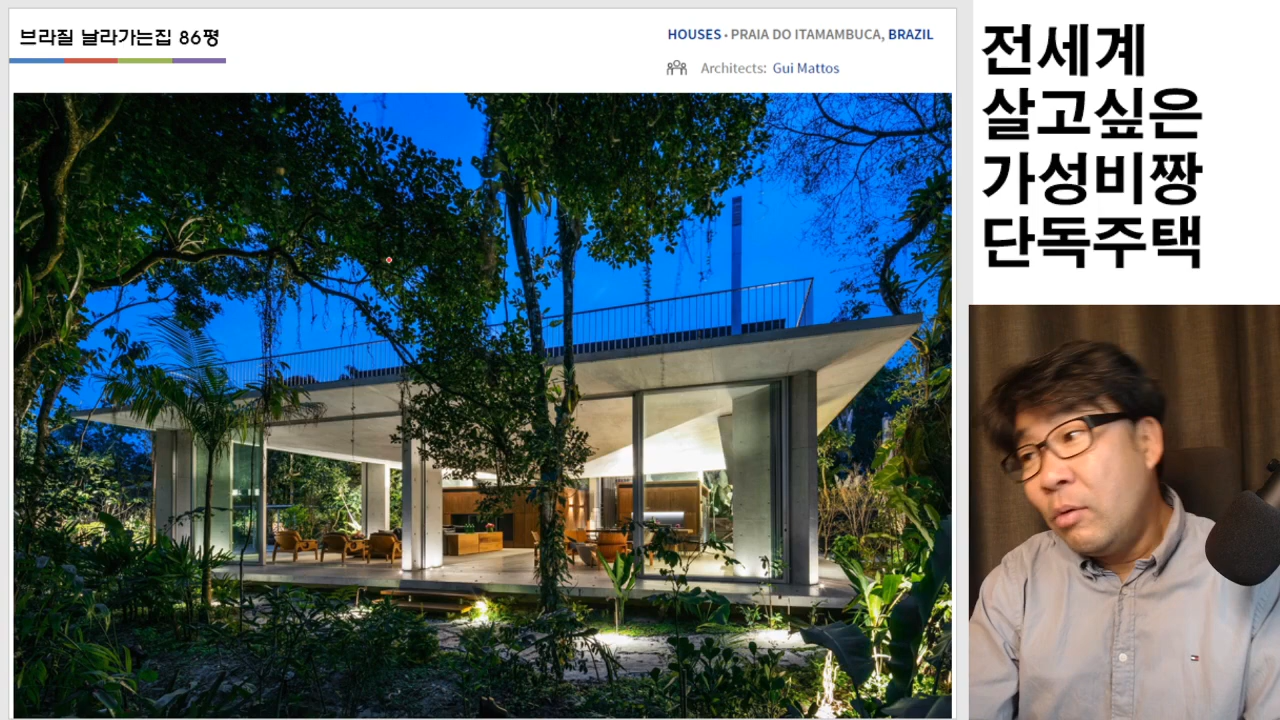 브라질 날라가는집 86평
HOUSES • PRAIA DO ITAMAMBUCA, BRAZIL
Architects: Gui Mattos
전세계
살고싶은
가성비짱
단독주택